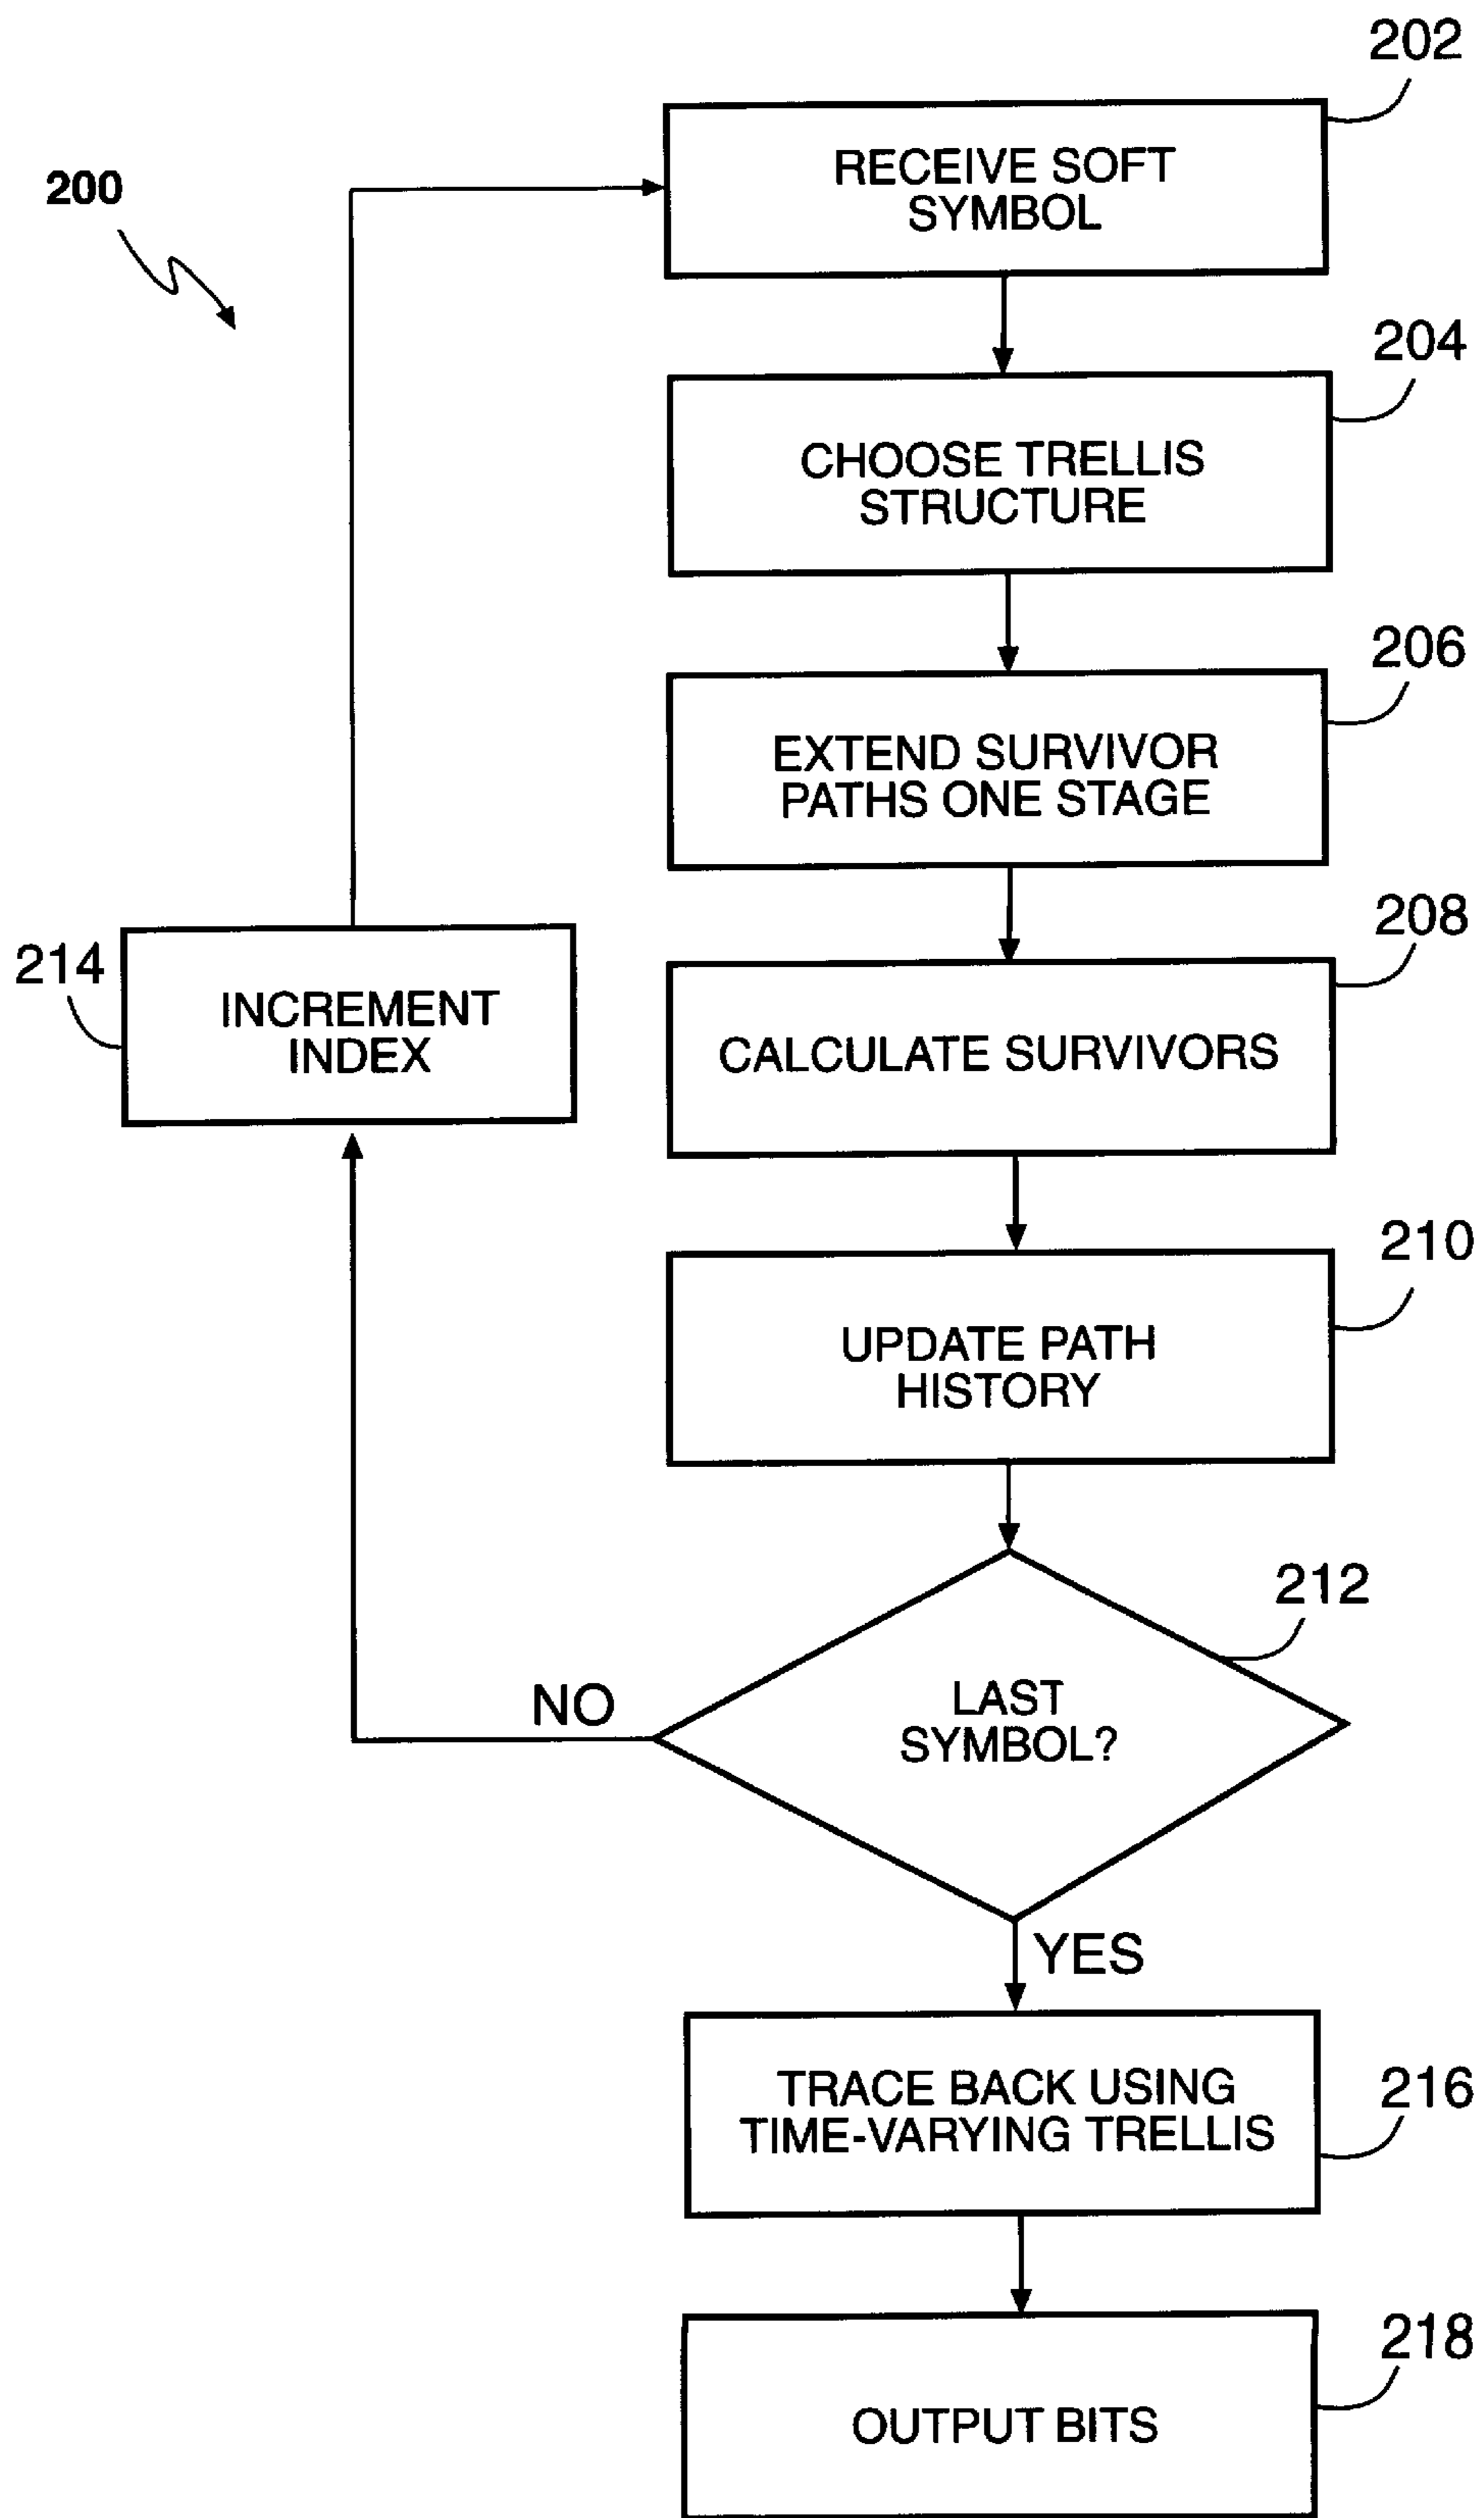 202
200
RECEIVE SOFT
SYMBOL
204
CHOOSE TRELLIS
STRUCTURE
206
EXTEND SURVIVOR
PATHS ONE STAGE
208
214
INCREMENT
INDEX
CALCULATE SURVIVORS
210
UPDATE PATH
HISTORY
212
LAST
SYMBOL?
NO
YES
216
TRACE BACK USING
TIME-VARYING TRELLIS
218
OUTPUT BITS